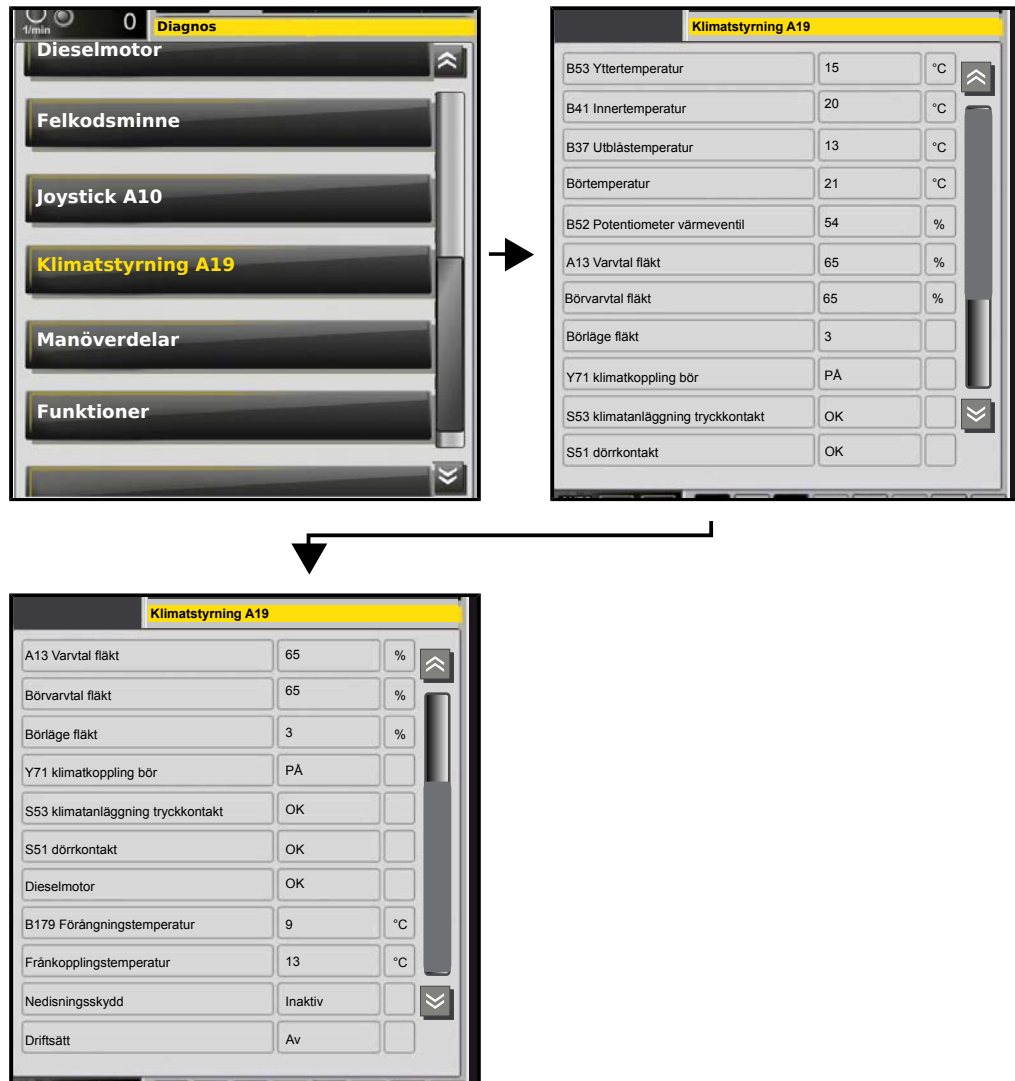 1/min
0
Diagnos
Dieselmotor
Felkodsminne
Joystick A10
Klimatstyrning A19
Manöverdelar
Funktioner
Klimatstyrning A19
B53 Yttertemperatur 15 °C
B41 Innertemperatur 20 °C
B37 Utblåstemperatur 13 °C
Börtemperatur 21 °C
B52 Potentiometer värmeventil 54 %
A13 Varvtal fläkt 65 %
Börvarvtal fläkt 65 %
Börläge fläkt 3
Y71 klimatkoppling bör PÅ
S53 klimatanläggning tryckkontakt OK
S51 dörrkontakt OK
Klimatstyrning A19
A13 Varvtal fläkt 65 %
Börvarvtal fläkt 65 %
Börläge fläkt 3 %
Y71 klimatkoppling bör PÅ
S53 klimatanläggning tryckkontakt OK
S51 dörrkontakt OK
Dieselmotor OK
B179 Förångningstemperatur 9 °C
Frånkopplingstemperatur 13 °C
Nedisningsskydd Inaktiv
Driftsätt Av